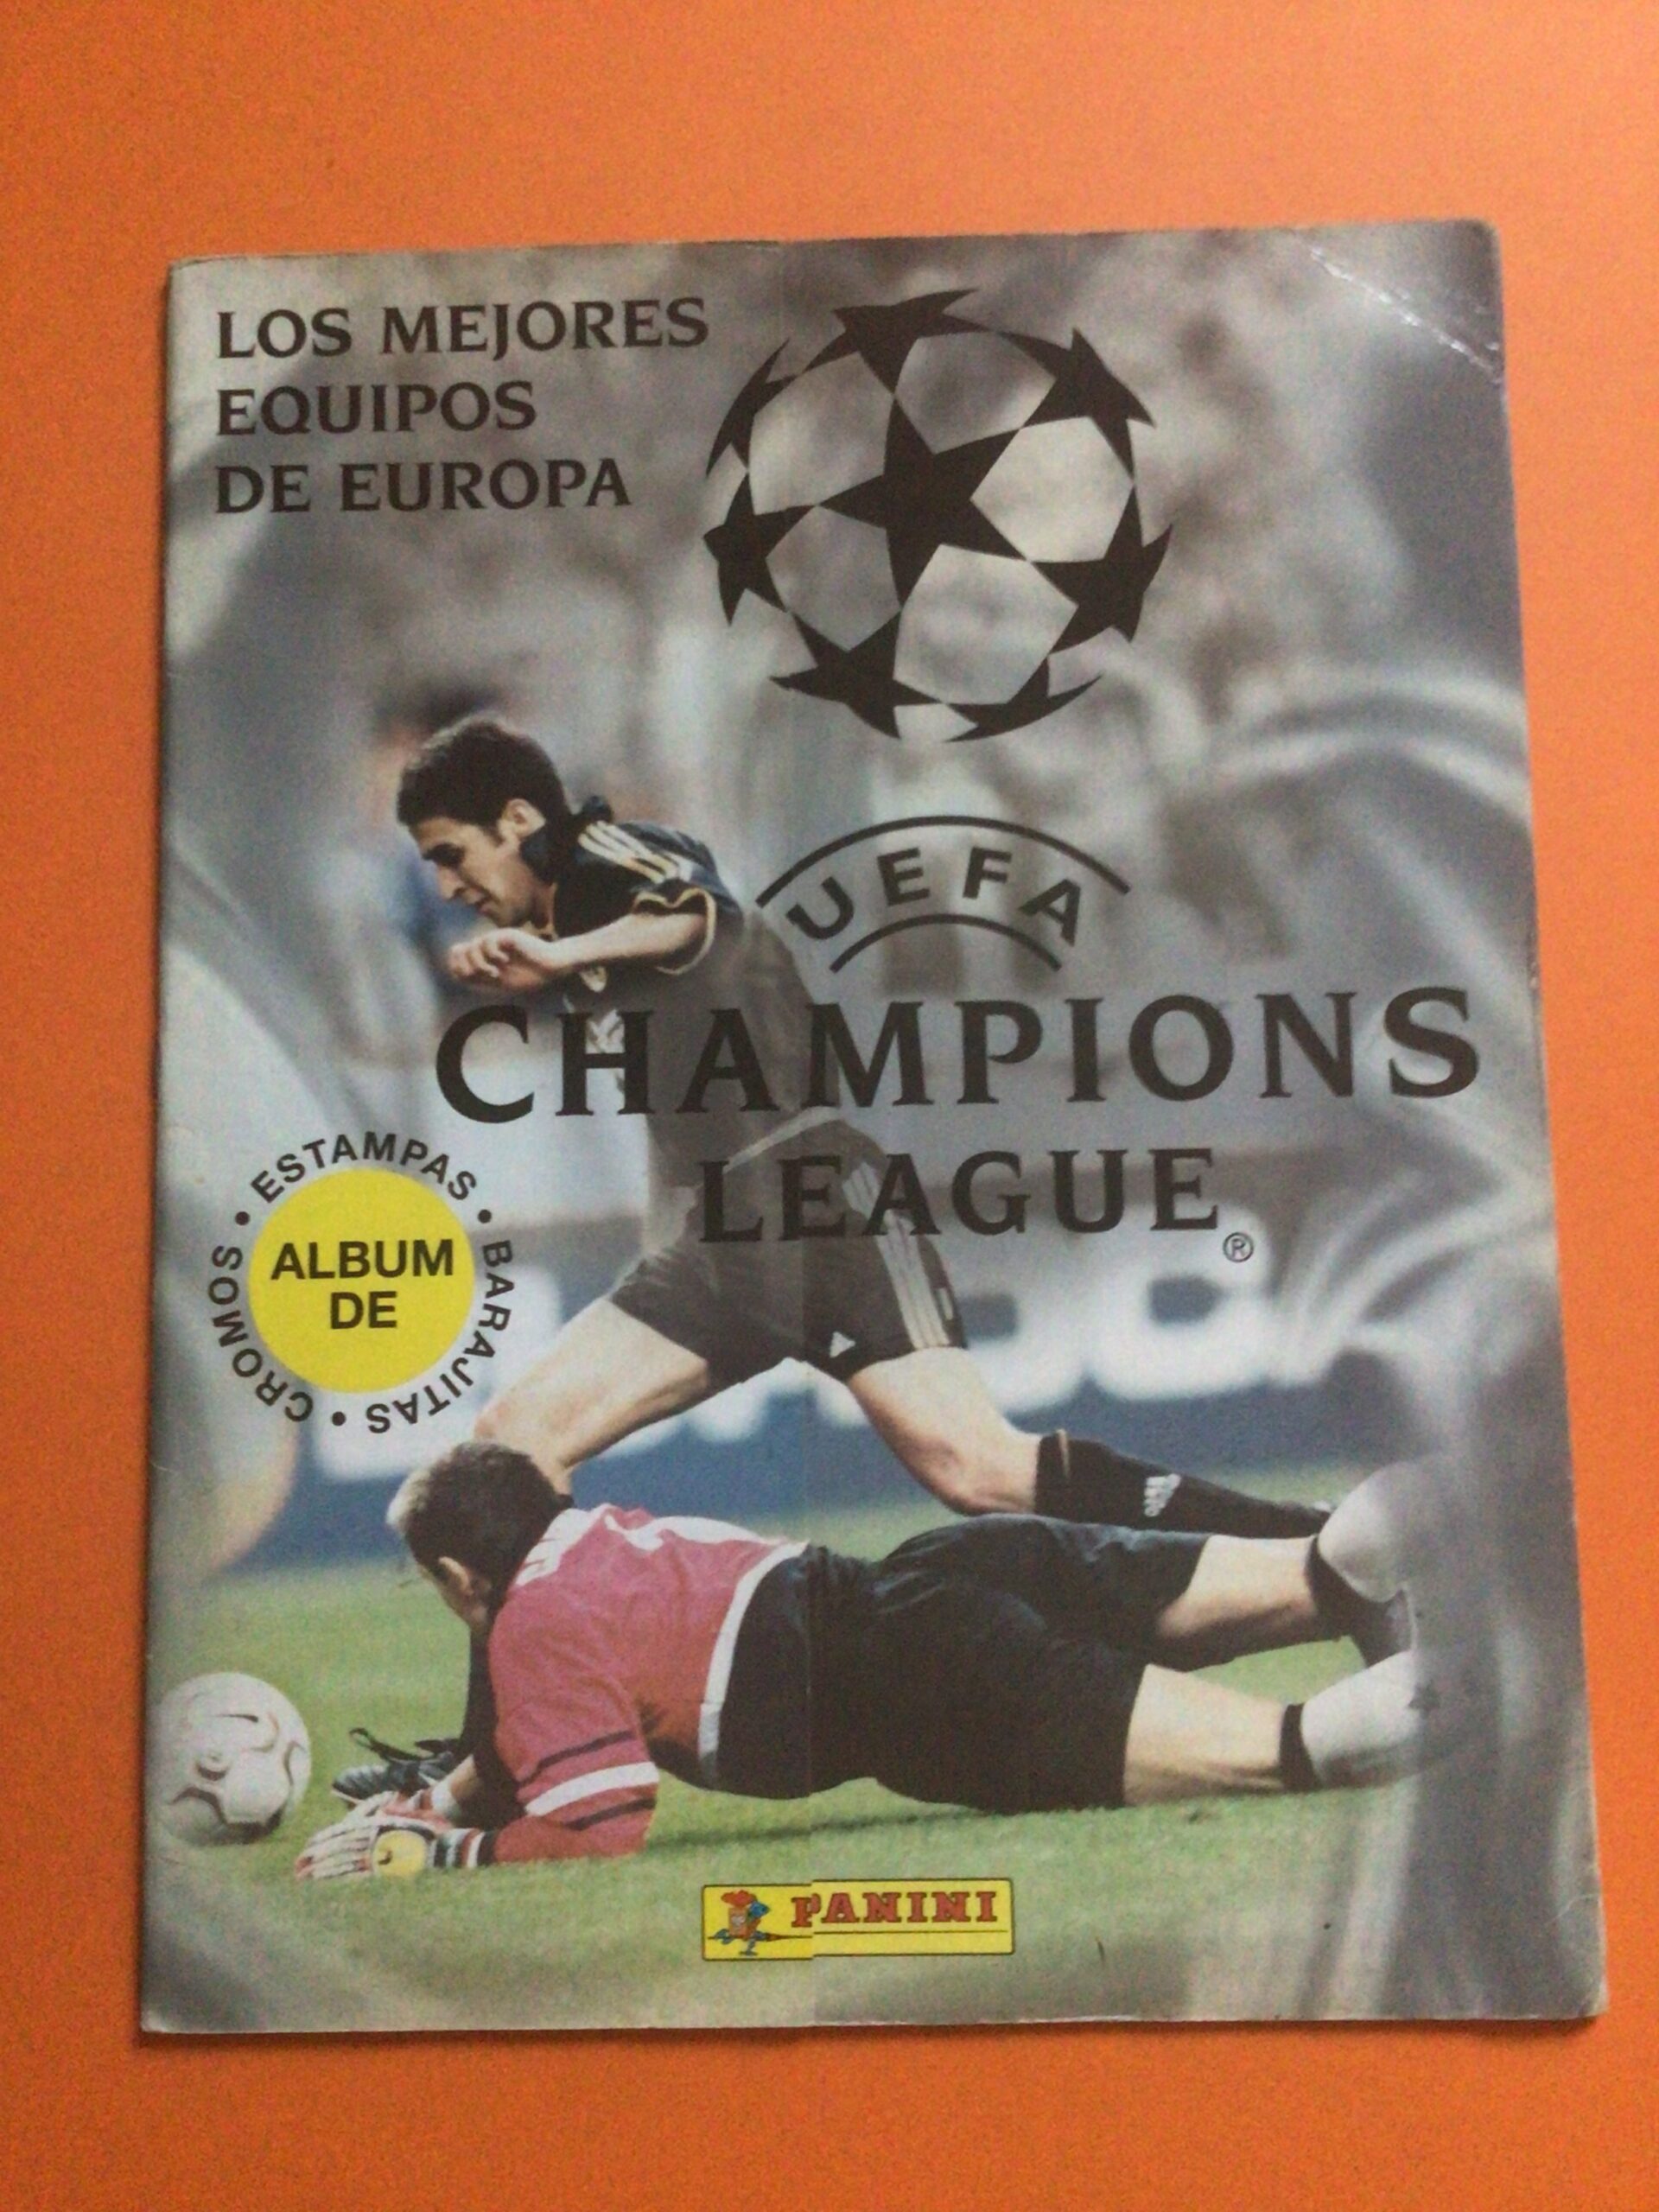 LOS MEJORES
EQUIPOS
DE EUROPA
UEFA
CHAMPIONS
LEAGUE®
ESTAMPAS • BARAJITAS • CROMOS •
ALBUM
DE
PANINI